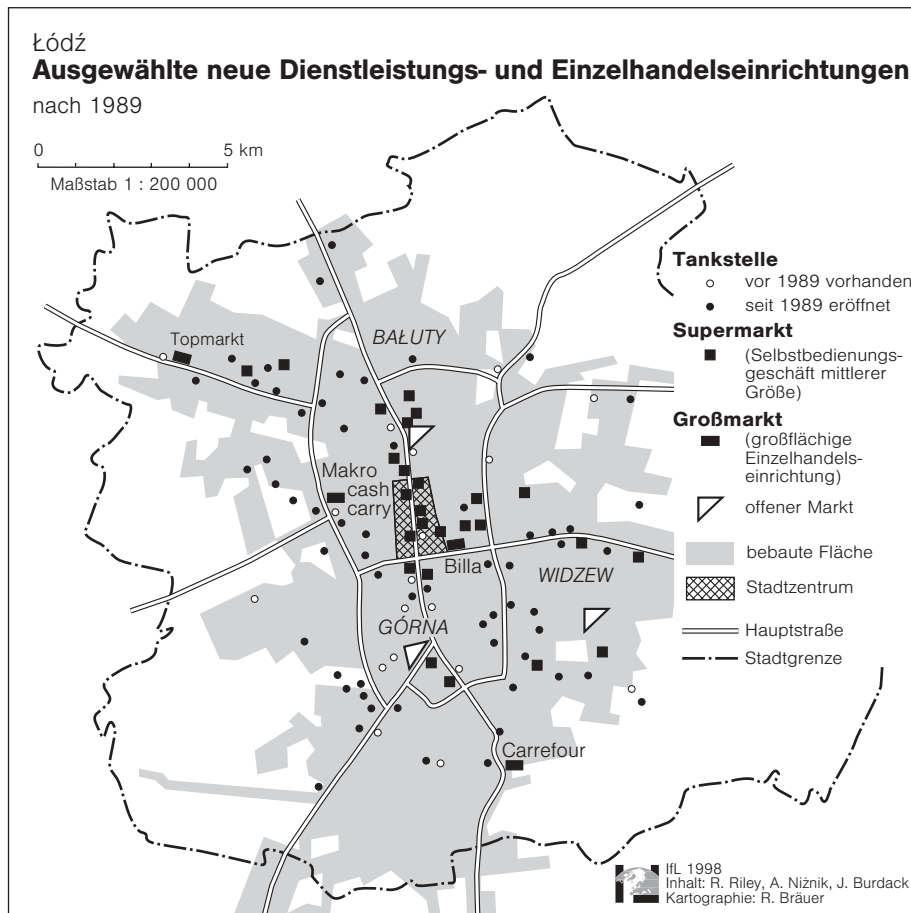 Łódź
Ausgewählte neue Dienstleistungs- und Einzelhandelseinrichtungen
nach 1989
0 5 km
Maßstab 1 : 200 000
Tankstelle
vor 1989 vorhanden
seit 1989 eröffnet
Supermarkt
(Selbstbedienungs-
geschäft mittlerer
Größe)
Großmarkt
(großflächige
Einzelhandels-
einrichtung)
offener Markt
bebaute Fläche
Stadtzentrum
Hauptstraße
Stadtgrenze
BAŁUTY
Topmarkt
Makro
cash
carry
Billa
WIDZEW
GÓRNA
Carrefour
IfL 1998
Inhalt: R. Riley, A. Niżnik, J. Burdack
Kartographie: R. Bräuer